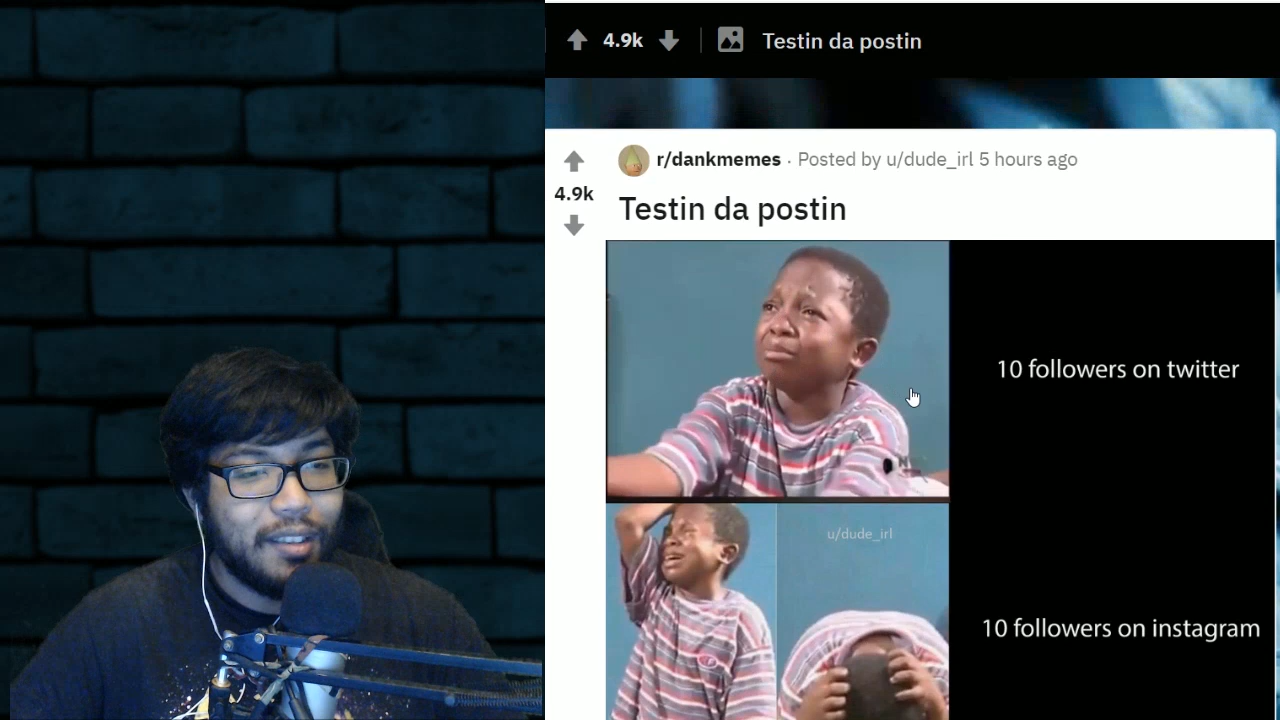 4.9k
Testin da postin
r/dankmemes · Posted by u/dude_irl 5 hours ago
4.9k
Testin da postin
10 followers on twitter
u/dude_irl
10 followers on instagram